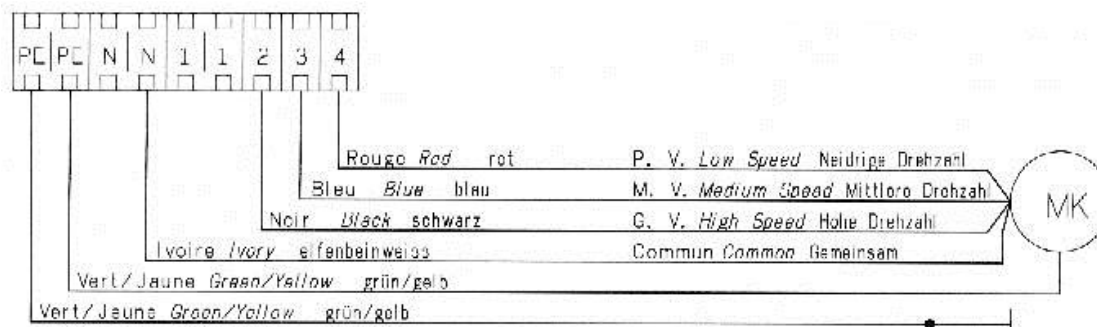 PE PE N N 1 1 2 3 4
Rouge Red rot P. V. Low Speed Neidrige Drehzahl
Bleu Blue blau M. V. Medium Speed Mittlere Drehzahl
MK
Noir Black schwarz G. V. High Speed Hohe Drehzahl
Ivoire Ivory elfenbeinweiss Commun Common Gemeinsam
Vert/Jaune Green/Yellow grün/gelb
Vert/Jaune Green/Yellow grün/gelb